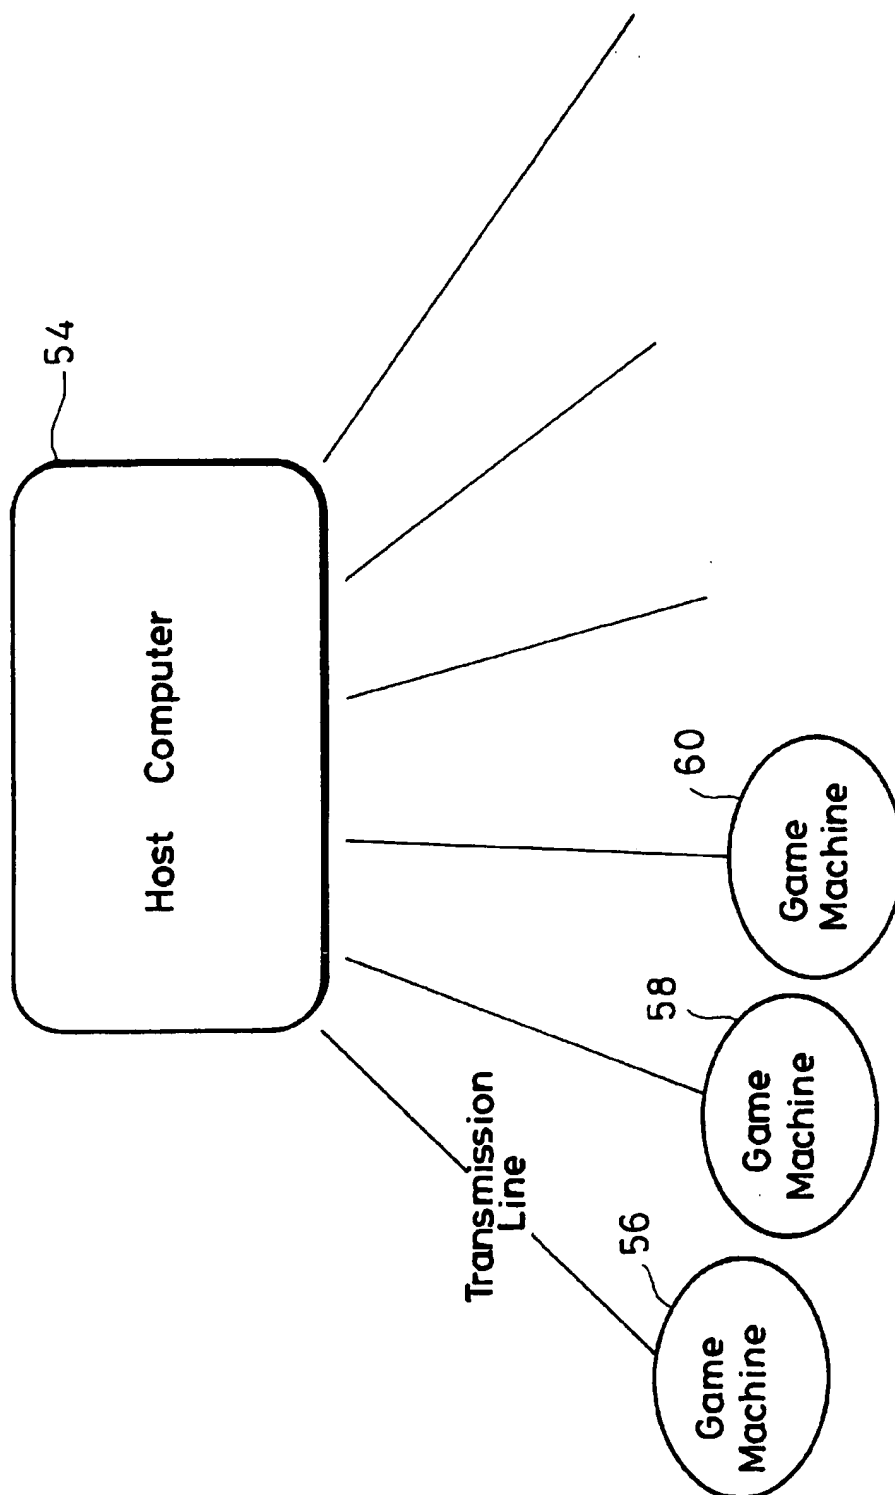 54
Host Computer
Transmission
Line
56
Game
Machine
58
Game
Machine
60
Game
Machine